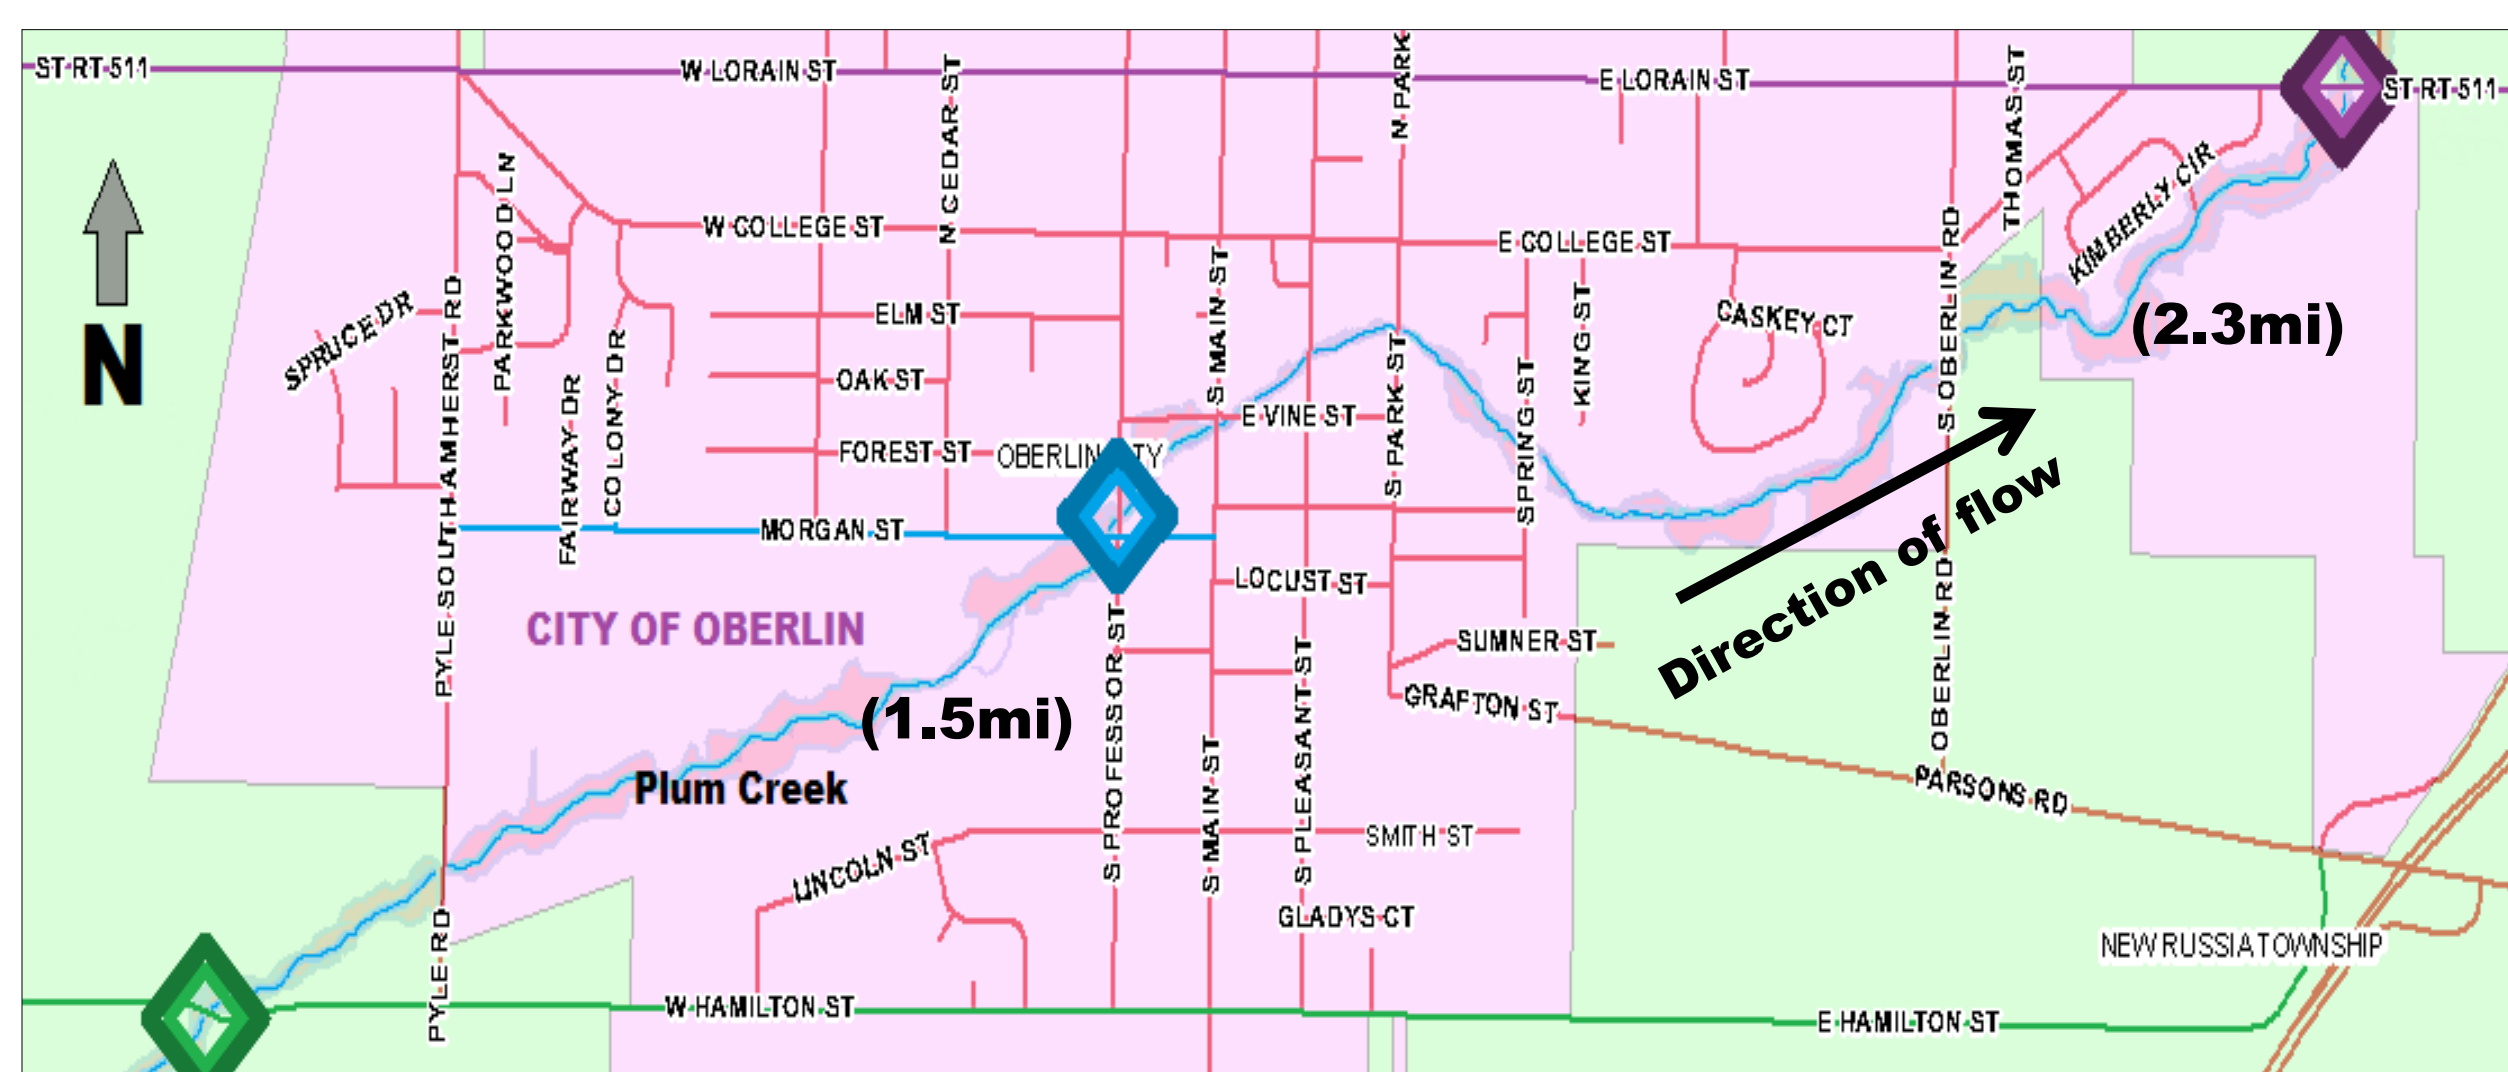 ST RT 511
W LORAIN ST
E LORAIN ST
ST RT 511
N CEDAR ST
N PARK
THOMAS ST
PARKWOOD LN
W COLLEGE ST
E COLLEGE ST
KIMBERLY CIR
SPRUCE DR
PYLE SOUTH AMHERST RD
ELM ST
S MAIN ST
KING ST
CASKEY CT
S OBERLIN RD
(2.3mi)
N
COLONY DR
FAIRWAY DR
OAK ST
E VINE ST
S PARK ST
SPRING ST
FOREST ST
OBERLIN
MORGAN ST
Direction of flow
LOCUST ST
CITY OF OBERLIN
SUMNER ST
OBERLIN RD
(1.5mi)
GRAFTON ST
S PROFESSOR ST
S PLEASANT ST
S MAIN ST
Plum Creek
PARSONS RD
SMITH ST
LINCOLN ST
GLADYS CT
PYLE RD
NEW RUSSIA TOWNSHIP
W HAMILTON ST
E HAMILTON ST